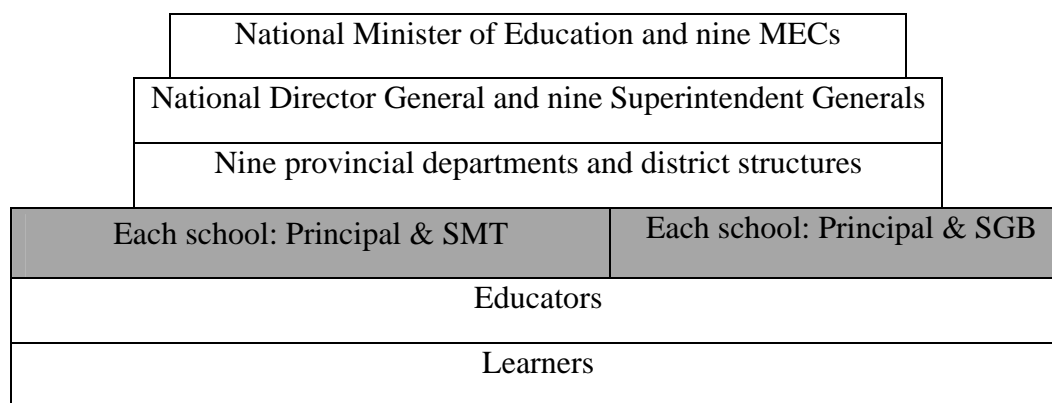 National Minister of Education and nine MECs
National Director General and nine Superintendent Generals
Nine provincial departments and district structures
Each school: Principal & SMT
Each school: Principal & SGB
Educators
Learners